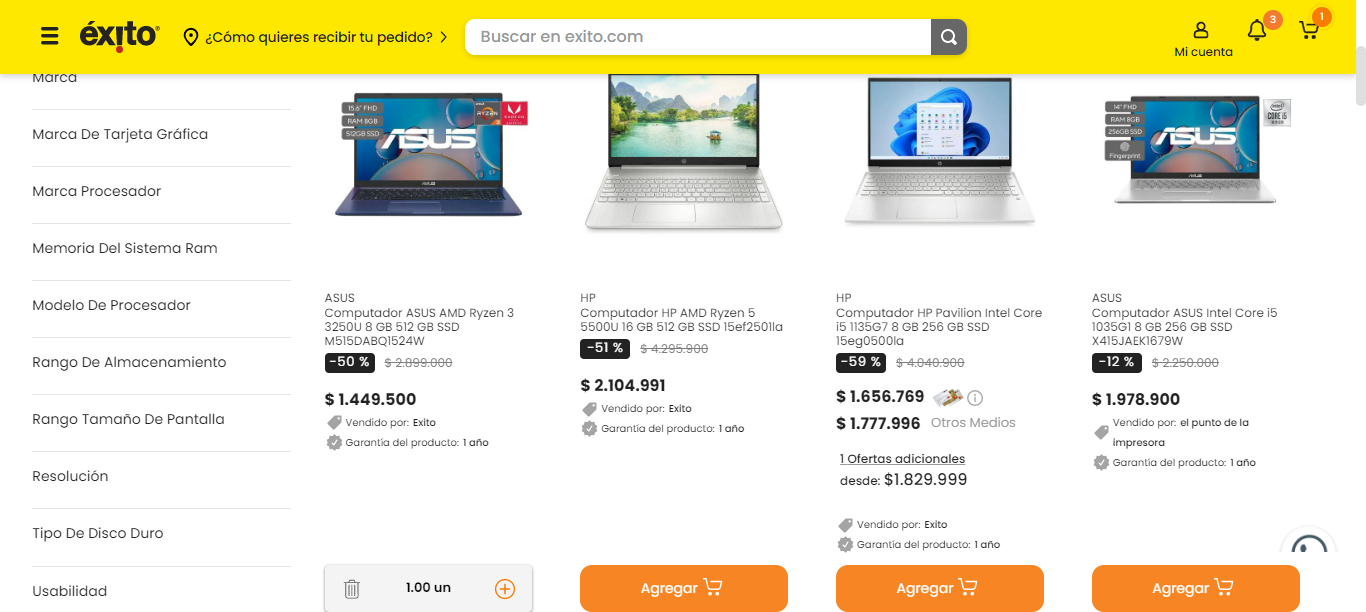 éxito
¿Cómo quieres recibir tu pedido?
Buscar en exito.com
Mi cuenta
3
1
Marca
Marca De Tarjeta Gráfica
Marca Procesador
Memoria Del Sistema Ram
Modelo De Procesador
Rango De Almacenamiento
Rango Tamaño De Pantalla
Resolución
Tipo De Disco Duro
Usabilidad
15.6" FHD
RAM 8GB
512GB SSD
ASUS
AMD
RYZEN
3
RADEON
ASUS
Computador ASUS AMD Ryzen 3
3250U 8 GB 512 GB SSD
M515DABQ1524W
-50 % $ 2.899.000
$ 1.449.500
Vendido por: Exito
Garantía del producto: 1 año
1.00 un
HP
Computador HP AMD Ryzen 5
5500U 16 GB 512 GB SSD 15ef2501la
-51 % $ 4.295.900
$ 2.104.991
Vendido por: Exito
Garantía del producto: 1 año
Agregar
HP
Computador HP Pavilion Intel Core
i5 1135G7 8 GB 256 GB SSD
15eg0500la
-59 % $ 4.040.900
$ 1.656.769
$ 1.777.996 Otros Medios
1 Ofertas adicionales
desde: $1.829.999
Vendido por: Exito
Garantía del producto: 1 año
Agregar
14" FHD
RAM 8GB
256GB SSD
Fingerprint
ASUS
intel
CORE i5
ASUS
Computador ASUS Intel Core i5
1035G1 8 GB 256 GB SSD
X415JAEK1679W
-12 % $ 2.250.000
$ 1.978.900
Vendido por: el punto de la
impresora
Garantía del producto: 1 año
Agregar